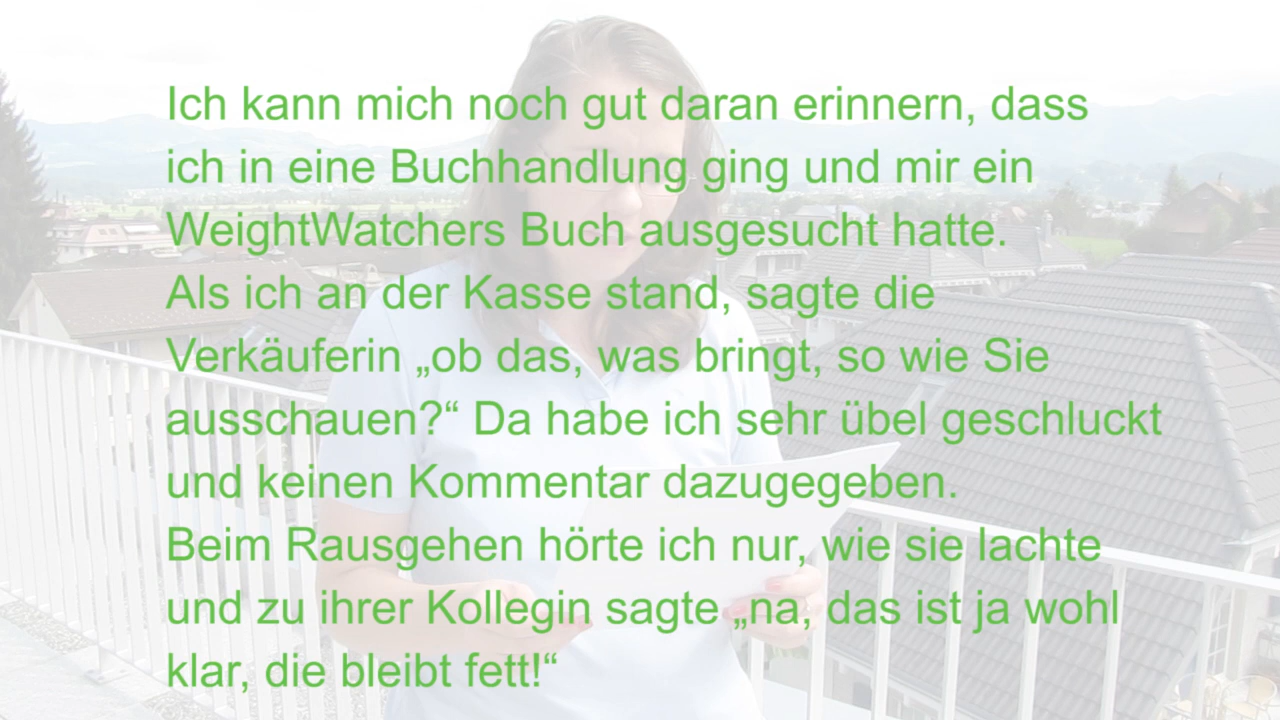 Ich kann mich noch gut daran erinnern, dass
ich in eine Buchhandlung ging und mir ein
WeightWatchers Buch ausgesucht hatte.
Als ich an der Kasse stand, sagte die
Verkäuferin „ob das, was bringt, so wie Sie
ausschauen?“ Da habe ich sehr übel geschluckt
und keinen Kommentar dazugegeben.
Beim Rausgehen hörte ich nur, wie sie lachte
und zu ihrer Kollegin sagte „na, das ist ja wohl
klar, die bleibt fett!“